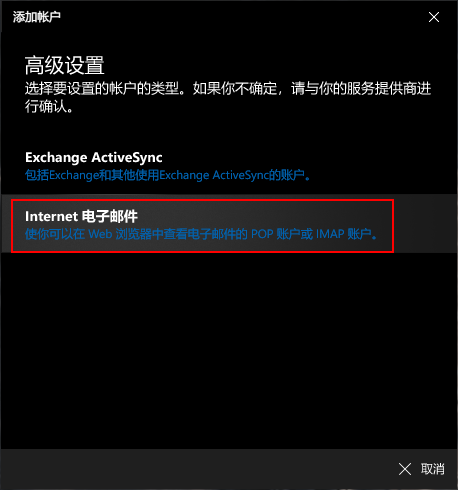 添加帐户
高级设置
选择要设置的帐户的类型。如果你不确定，请与你的服务提供商进
行确认。
Exchange ActiveSync
包括Exchange和其他使用Exchange ActiveSync的账户。
Internet 电子邮件
使你可以在 Web 浏览器中查看电子邮件的 POP 账户或 IMAP 账户。
取消